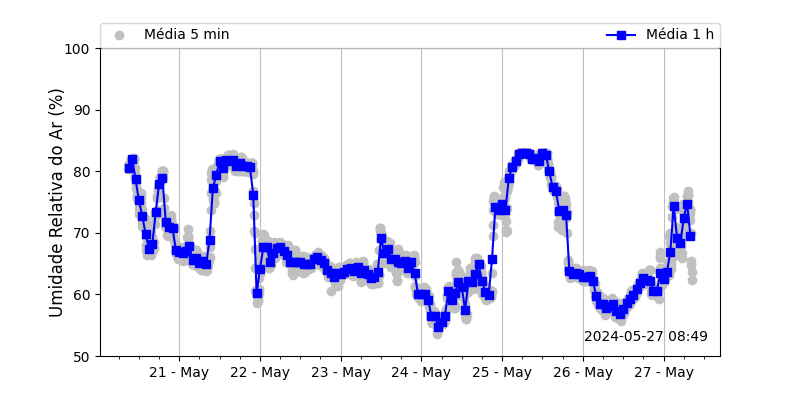 Média 5 min
Média 1 h
Umidade Relativa do Ar (%)
100
90
80
70
60
50
2024-05-27 08:49
21 - May
22 - May
23 - May
24 - May
25 - May
26 - May
27 - May